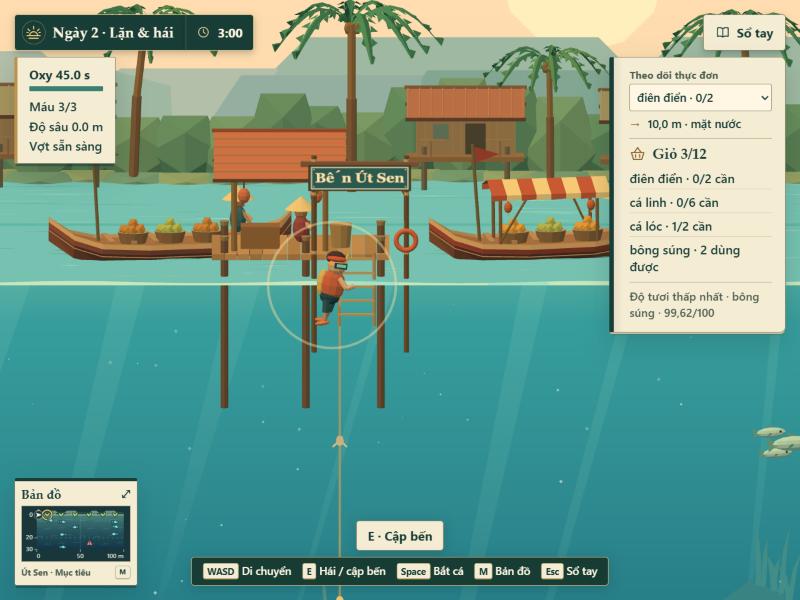 Ngày 2 · Lặn & hái
3:00
Sổ tay
Oxy 45.0 s
Máu 3/3
Độ sâu 0.0 m
Vợt sẵn sàng
Theo dõi thực đơn
điên điển · 0/2
→ 10,0 m · mặt nước
Giỏ 3/12
điên điển · 0/2 cần
cá linh · 0/6 cần
cá lóc · 1/2 cần
bông súng · 2 dùng
được
Độ tươi thấp nhất · bông
súng · 99,62/100
Bến Út Sen
Bản đồ
0
20
30
0 50 100 m
Út Sen · Mục tiêu M
E · Cập bến
WASD Di chuyển E Hái / cập bến Space Bắt cá M Bản đồ Esc Sổ tay